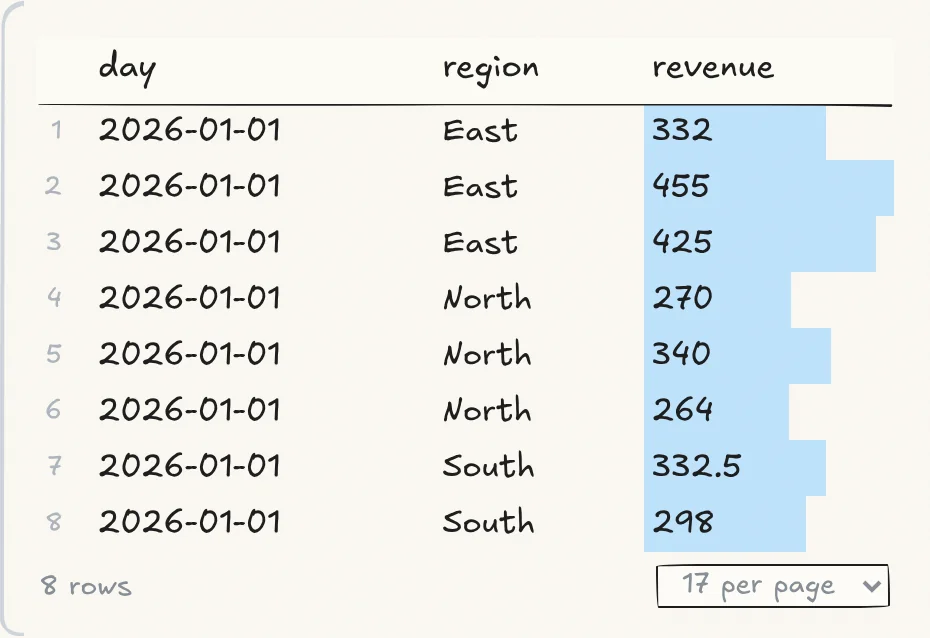 day region revenue
1 2026-01-01 East 332
2 2026-01-01 East 455
3 2026-01-01 East 425
4 2026-01-01 North 270
5 2026-01-01 North 340
6 2026-01-01 North 264
7 2026-01-01 South 332.5
8 2026-01-01 South 298
8 rows 17 per page